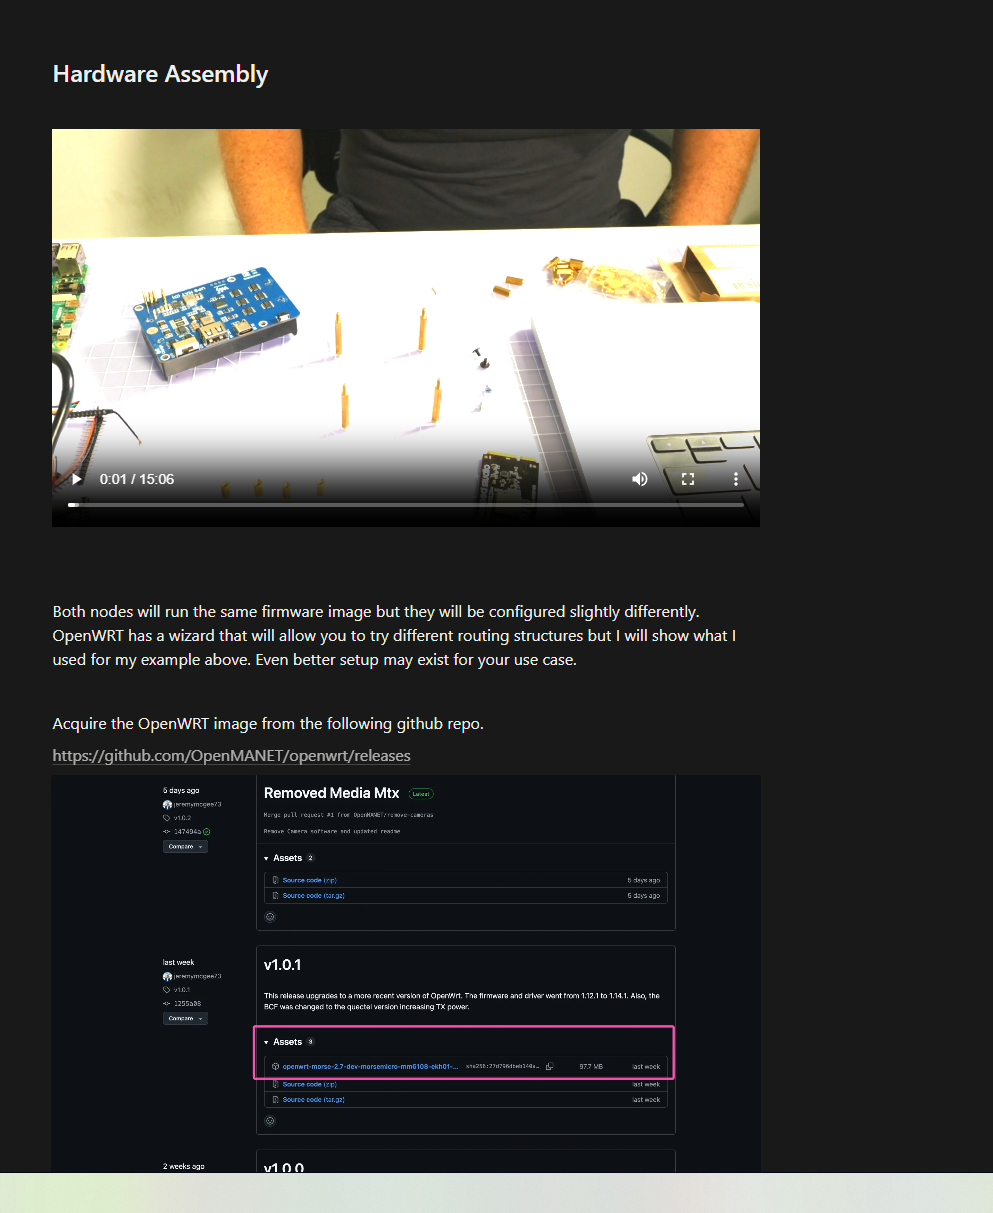 Hardware Assembly
UPS HAT (D)
0:01 / 15:06
Both nodes will run the same firmware image but they will be configured slightly differently.
OpenWRT has a wizard that will allow you to try different routing structures but I will show what I
used for my example above. Even better setup may exist for your use case.
Acquire the OpenWRT image from the following github repo.
https://github.com/OpenMANET/openwrt/releases
5 days ago
jeremymcgee73
v1.0.2
147494a
Compare
Removed Media Mtx Latest
Merge pull request #1 from OpenMANET/remove-cameras
Remove Camera software and updated readme
Assets 2
Source code (zip) 5 days ago
Source code (tar.gz) 5 days ago
last week
jeremymcgee73
v1.0.1
1255a08
Compare
v1.0.1
This release upgrades to a more recent version of OpenWrt. The firmware and driver went from 1.12.1 to 1.14.1. Also, the
BCF was changed to the quectel version increasing TX power.
Assets 3
openwrt-morse-2.7-dev-morsemicro-mm6108-ekh01-... 97.7 MB last week
Source code (zip) last week
Source code (tar.gz) last week
2 weeks ago
v1.0.0